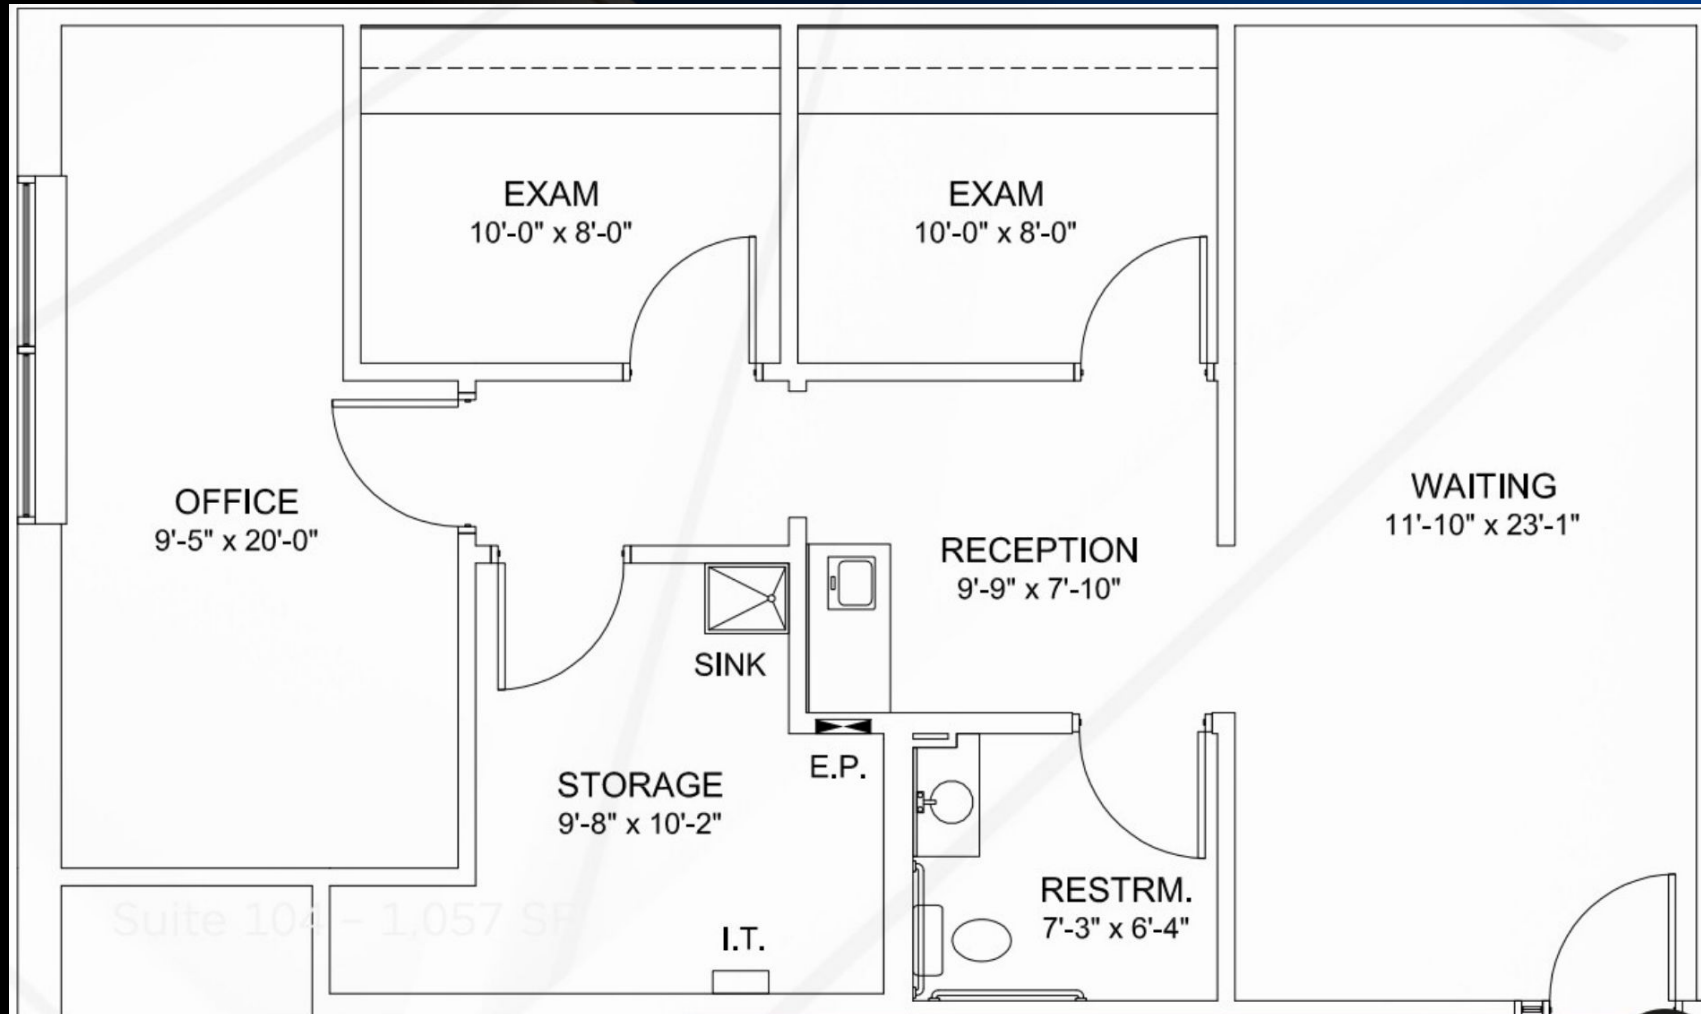 EXAM
10'-0" x 8'-0"
EXAM
10'-0" x 8'-0"
OFFICE
9'-5" x 20'-0"
WAITING
11'-10" x 23'-1"
RECEPTION
9'-9" x 7'-10"
SINK
E.P.
STORAGE
9'-8" x 10'-2"
RESTRM.
7'-3" x 6'-4"
Suite 104 – 1,057 SF
I.T.